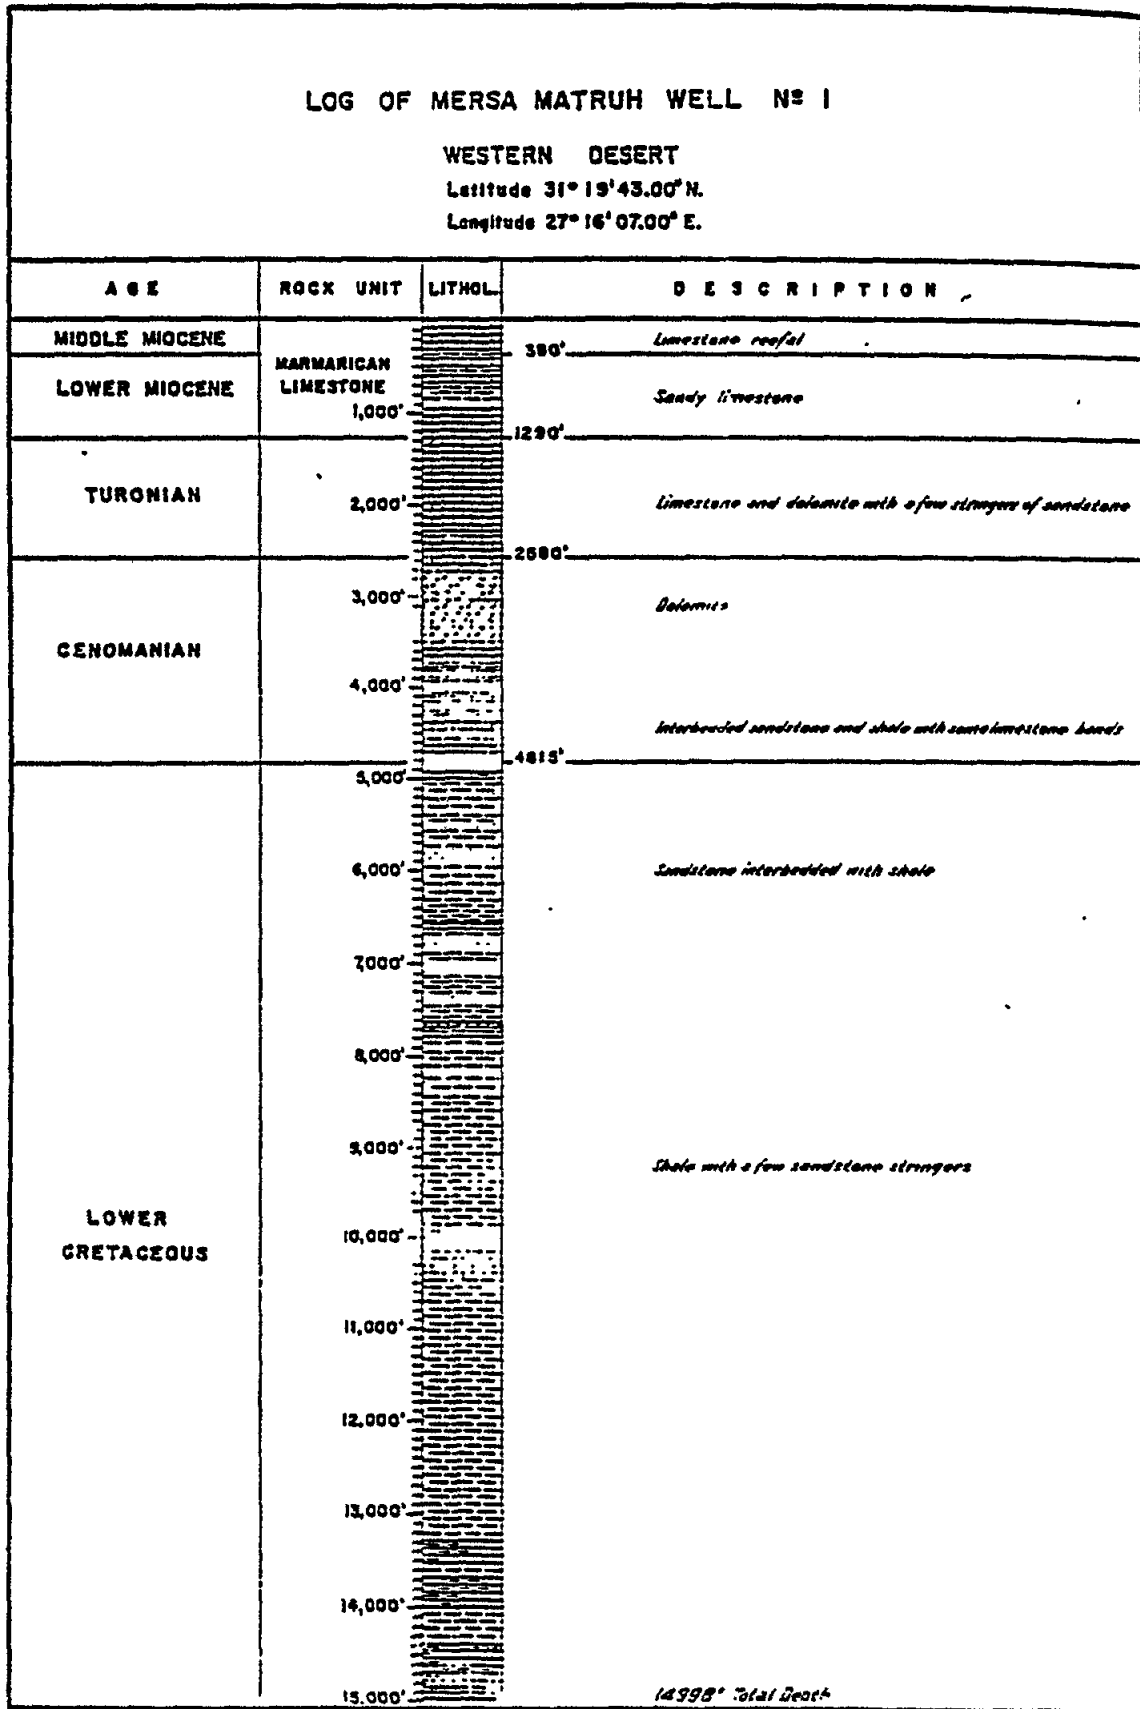 LOG OF MERSA MATRUH WELL Nº 1
WESTERN DESERT
Latitude 31° 19' 43.00" N.
Longitude 27° 16' 07.00" E.
AGE ROCK UNIT LITHOL. DESCRIPTION
MIDDLE MIOCENE Limestone reefal
390'
MARMARICAN
LIMESTONE
LOWER MIOCENE Sandy limestone
1,000'
1290'
TURONIAN
2,000' Limestone and dolomite with a few stringers of sandstone
2580'
3,000' Dolomite
CENOMANIAN
4,000'
Interbedded sandstone and shale with some limestone bands
4815'
5,000'
6,000' Sandstone interbedded with shale
7,000'
8,000'
9,000'
Shale with a few sandstone stringers
LOWER
CRETACEOUS
10,000'
11,000'
12,000'
13,000'
14,000'
15,000' 14998' Total Depth